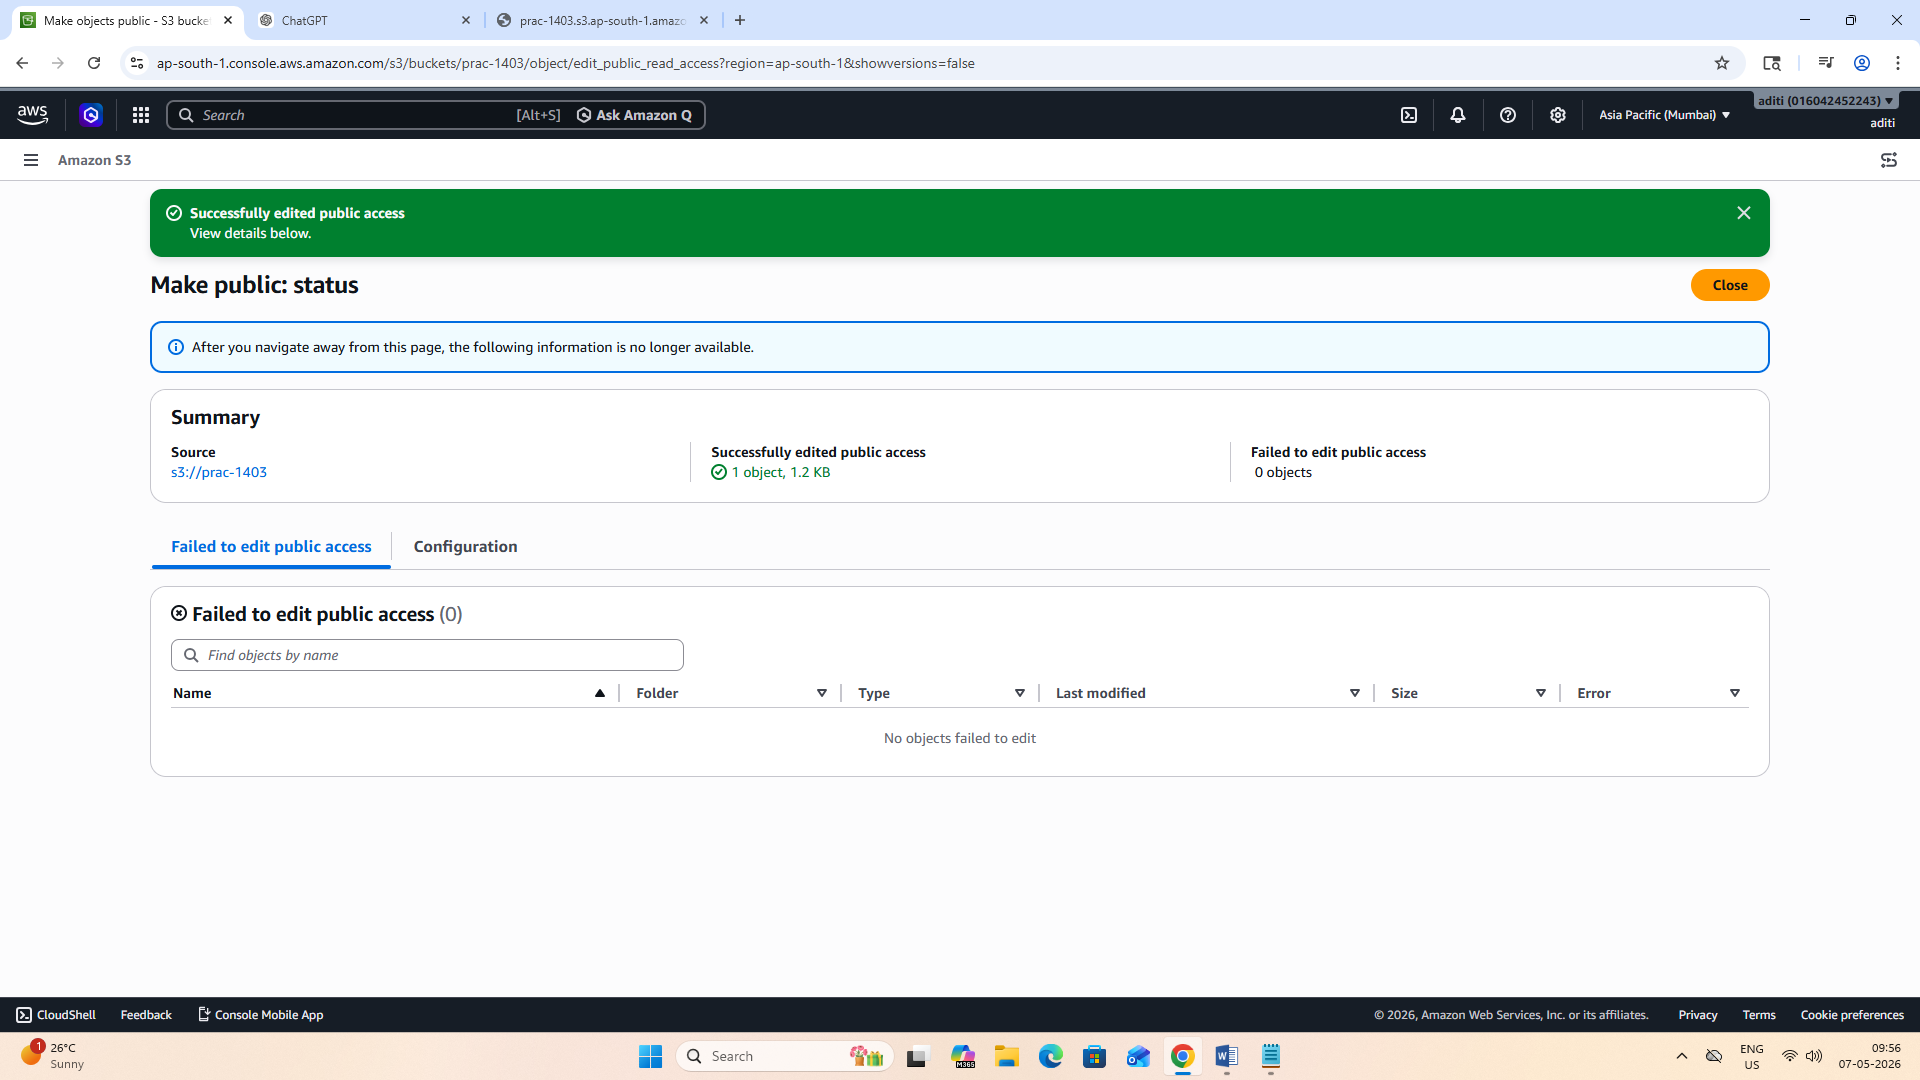 Make objects public - S3 bucke
ChatGPT
prac-1403.s3.ap-south-1.amazo
ap-south-1.console.aws.amazon.com/s3/buckets/prac-1403/object/edit_public_read_access?region=ap-south-1&showversions=false
aws
Search
[Alt+S]
Ask Amazon Q
Asia Pacific (Mumbai)
aditi (016042452243)
aditi
Amazon S3
Successfully edited public access
View details below.
Make public: status
Close
After you navigate away from this page, the following information is no longer available.
Summary
Source
s3://prac-1403
Successfully edited public access
1 object, 1.2 KB
Failed to edit public access
0 objects
Failed to edit public access
Configuration
Failed to edit public access (0)
Find objects by name
Name
Folder
Type
Last modified
Size
Error
No objects failed to edit
CloudShell
Feedback
Console Mobile App
© 2026, Amazon Web Services, Inc. or its affiliates.
Privacy
Terms
Cookie preferences
1
26°C
Sunny
Search
M365
ENG
US
09:56
07-05-2026